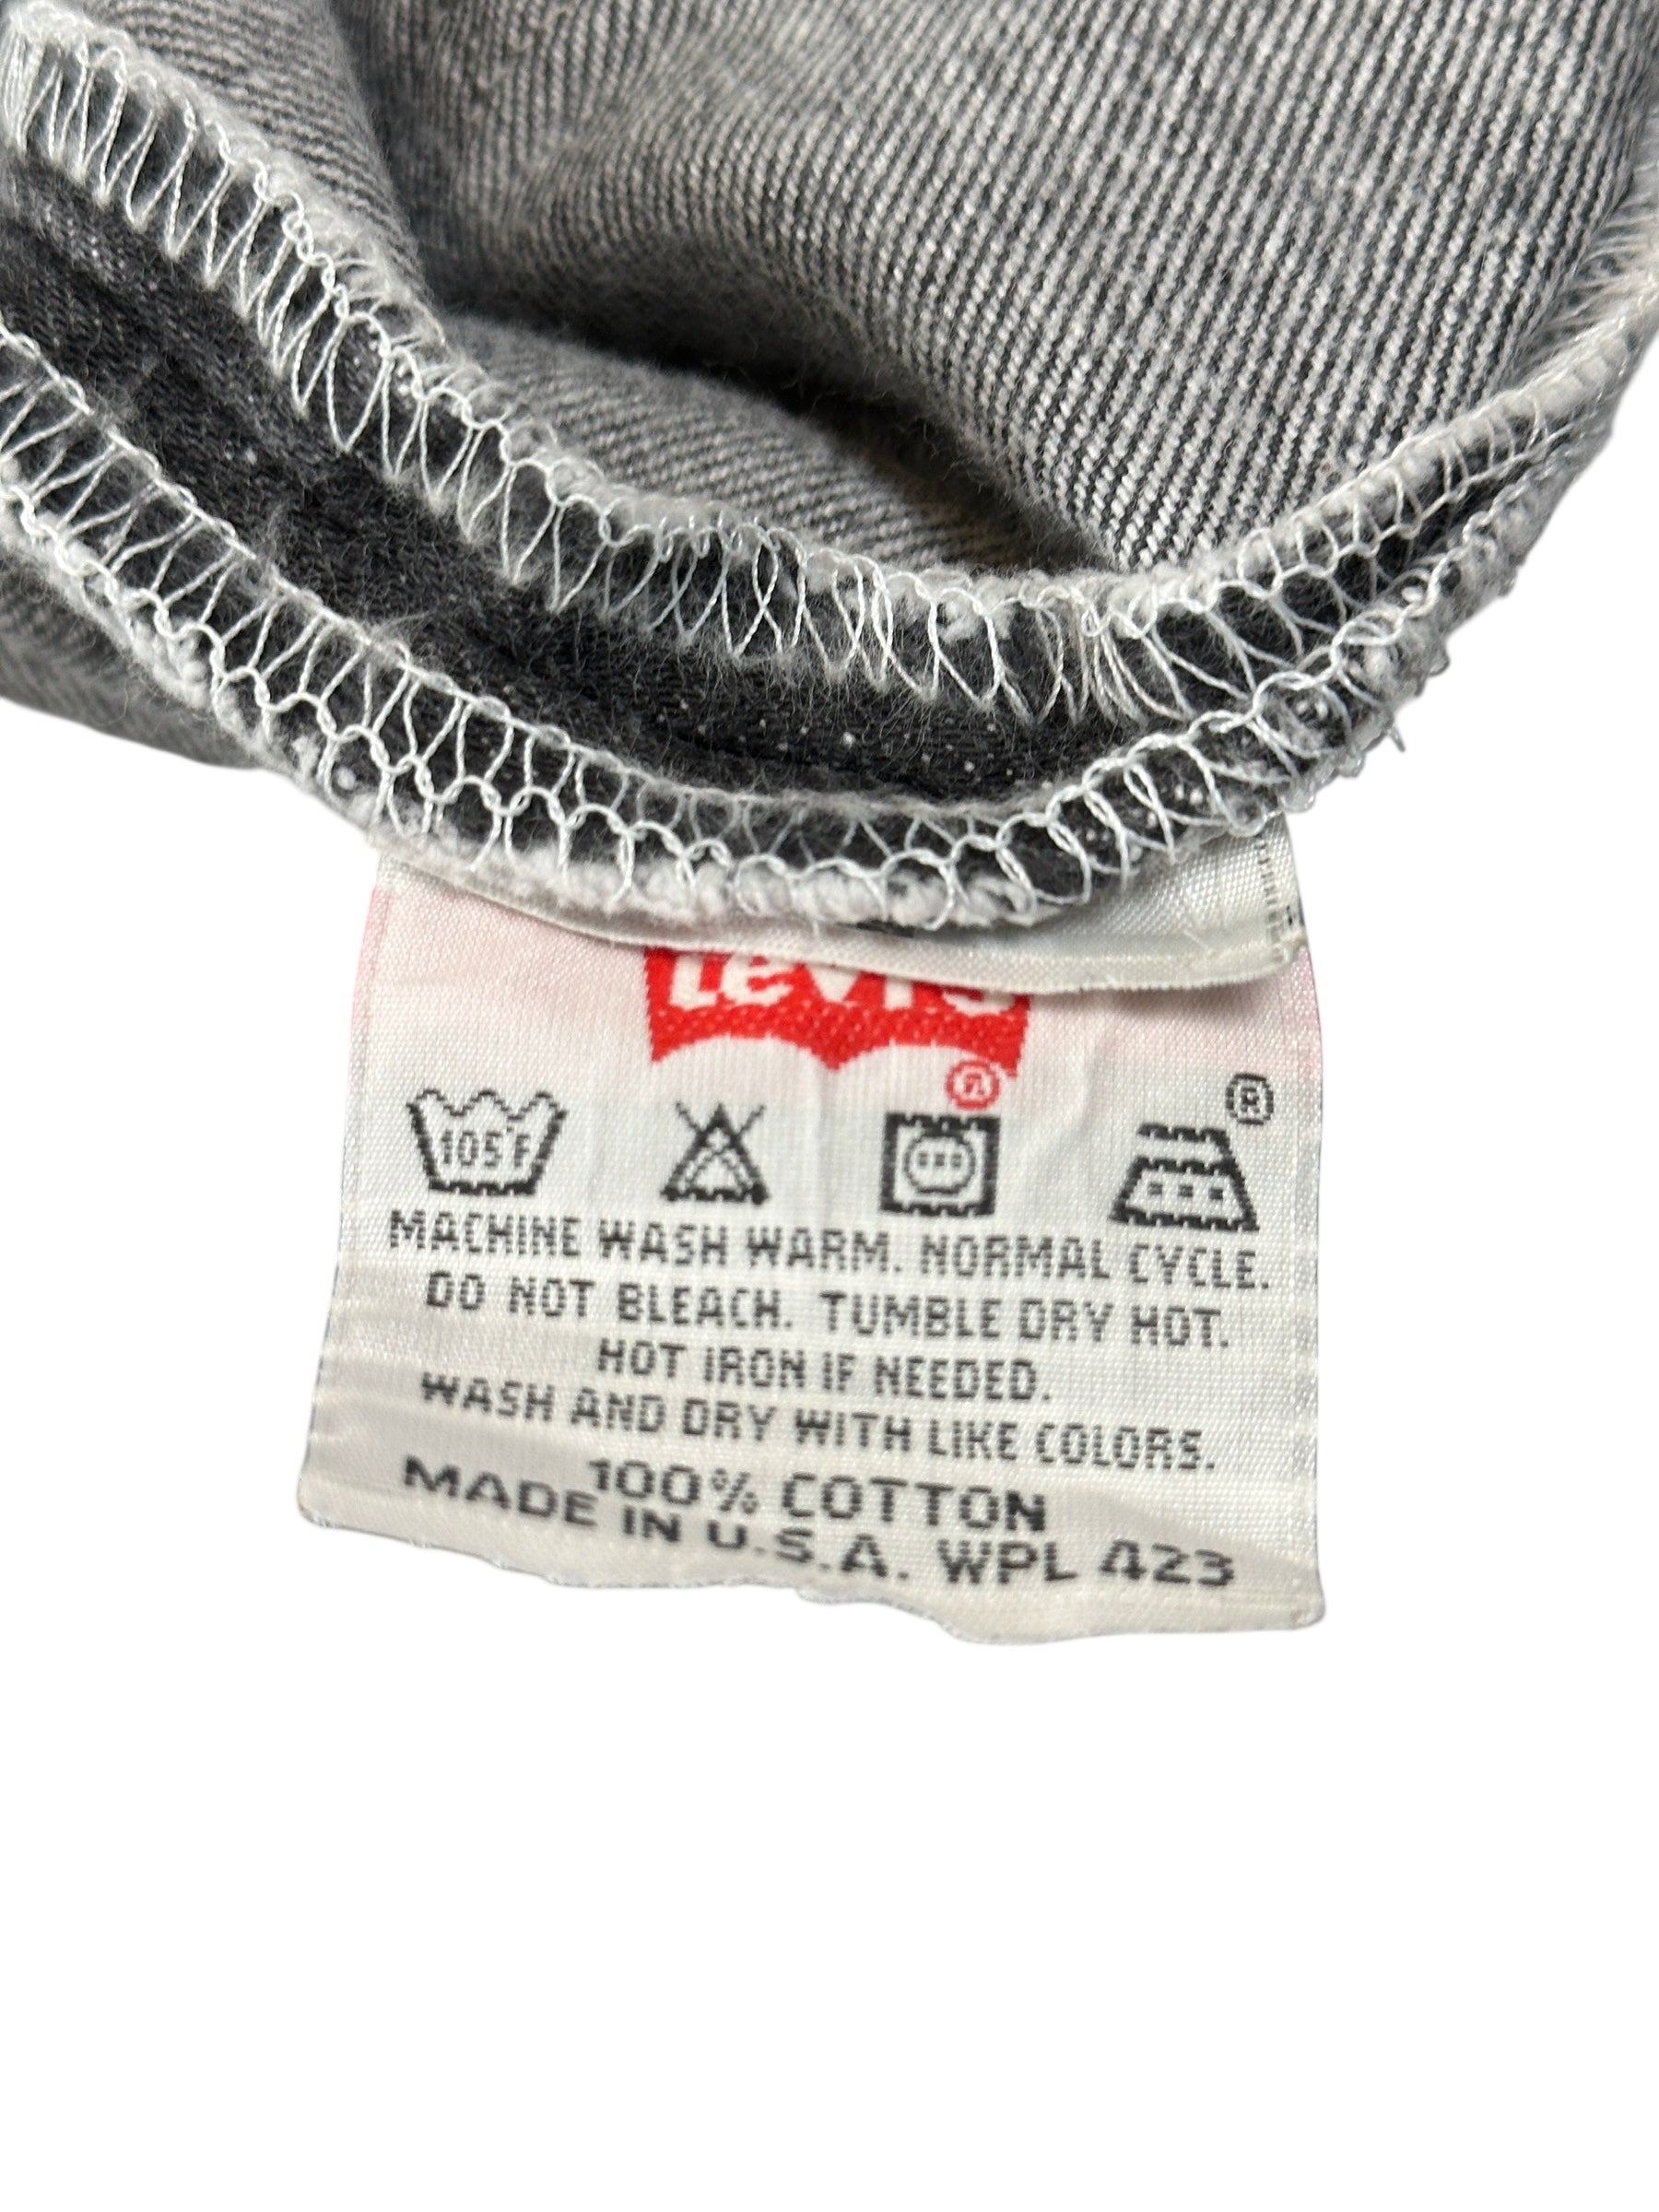 Levi's
®
®
105°F
MACHINE WASH WARM. NORMAL CYCLE.
DO NOT BLEACH. TUMBLE DRY HOT.
HOT IRON IF NEEDED.
WASH AND DRY WITH LIKE COLORS.
100% COTTON
MADE IN U.S.A. WPL 423